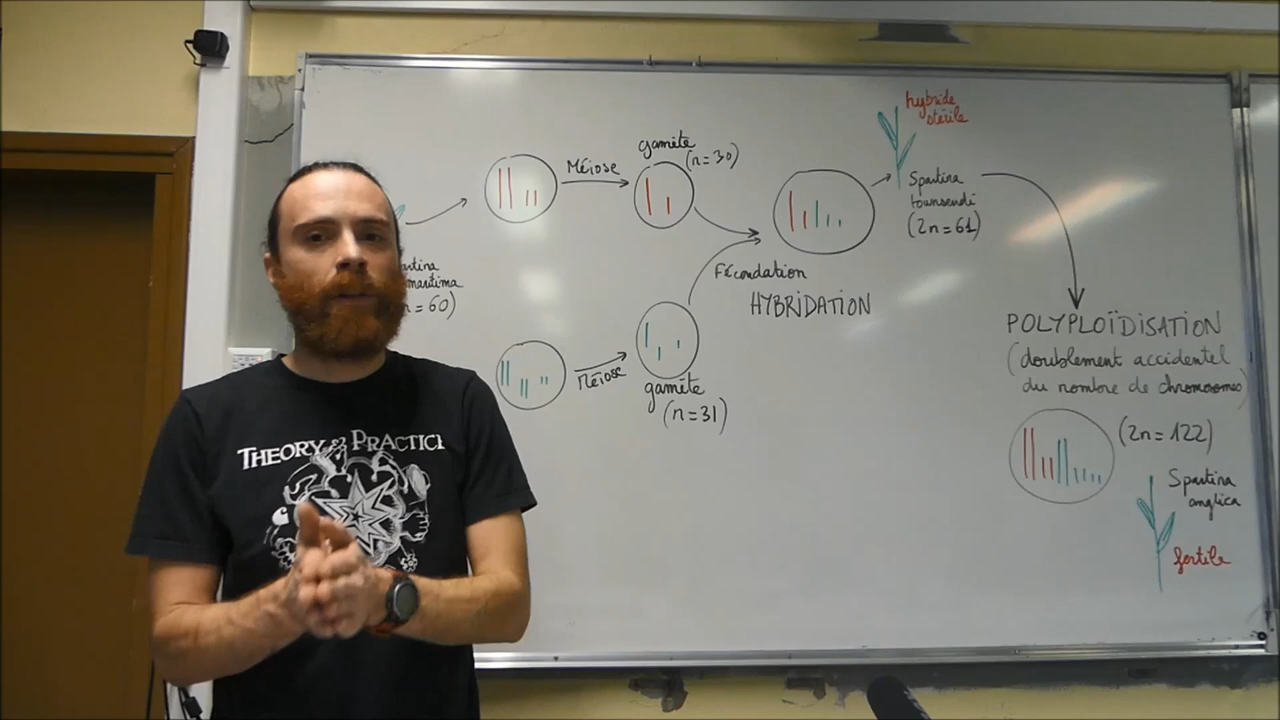 hybride
stérile
gamète
(n=30)
Méiose
Spartina
townsendi
(2n=61)
maritima
= 60)
Fécondation
HYBRIDATION
Méiose
gamète
(n=31)
POLYPLOÏDISATION
(doublement accidentel
du nombre de chromosomes)
(2n=122)
Spartina
anglica
fertile
THEORY & PRACTICE